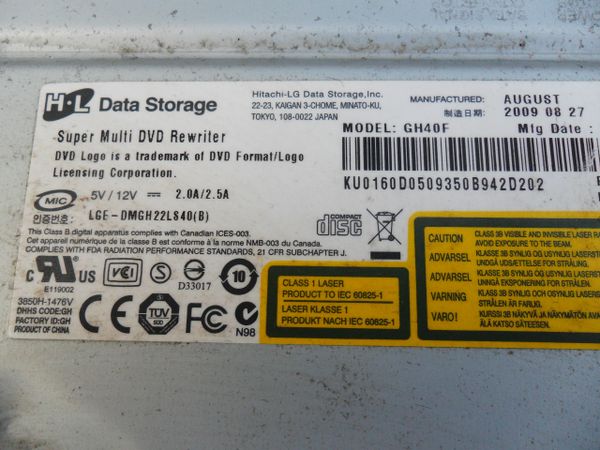 H·L Data Storage
Hitachi-LG Data Storage,Inc.
22-23, KAIGAN 3-CHOME, MINATO-KU,
TOKYO, 108-0022 JAPAN
MANUFACTURED: AUGUST
制造日期: 2009 08 27
Super Multi DVD Rewriter
MODEL: GH40F Mfg Date :
DVD Logo is a trademark of DVD Format/Logo
Licensing Corporation.
KU0160D0509350B942D202
MIC 5V / 12V 2.0A/2.5A
인증번호: LGE-DMGH22LS40(B)
This Class B digital apparatus complies with Canadian ICES-003.
Cet appareil numérique de la classe B est conforme à la norme NMB-003 du Canada.
COMPLIES WITH FDA RADIATION PERFORMANCE STANDARDS, 21 CFR SUBCHAPTER J.
COMPACT
disc
c RU US
E119002
VCI
S
D33017
10
3850H-1476V
DHHS CODE:GH
FACTORY ID:GH
PRODUCT OF CHINA
CE
TÜV
FC
N98
CLASS 1 LASER
PRODUCT TO IEC 60825-1
LASER KLASSE 1
PRODUKT NACH IEC 60825-1
CAUTION CLASS 3B VISIBLE AND INVISIBLE LASER
AVOID EXPOSURE TO THE BEAM.
ADVARSEL KLASSE 3B SYNLIG OG USYNLIG LASERST
UNDGÅ UDSÆTTELSE FOR STRÅLING.
ADVARSEL KLASSE 3B SYNLIG OG USYNLIG LASERST
UNNGÅ EKSPONERING FOR STRÅLEN.
VARNING KLASS 3B SYNLIG OCH OSYNLIG LASERSTRÅL
STRÅLEN ÄR FARLIG.
VARO! KURSSI 3B NÄKYVÄ JA NÄKYMÄTÖN AVATT
ÄLÄ KATSO SÄTEESEEN.